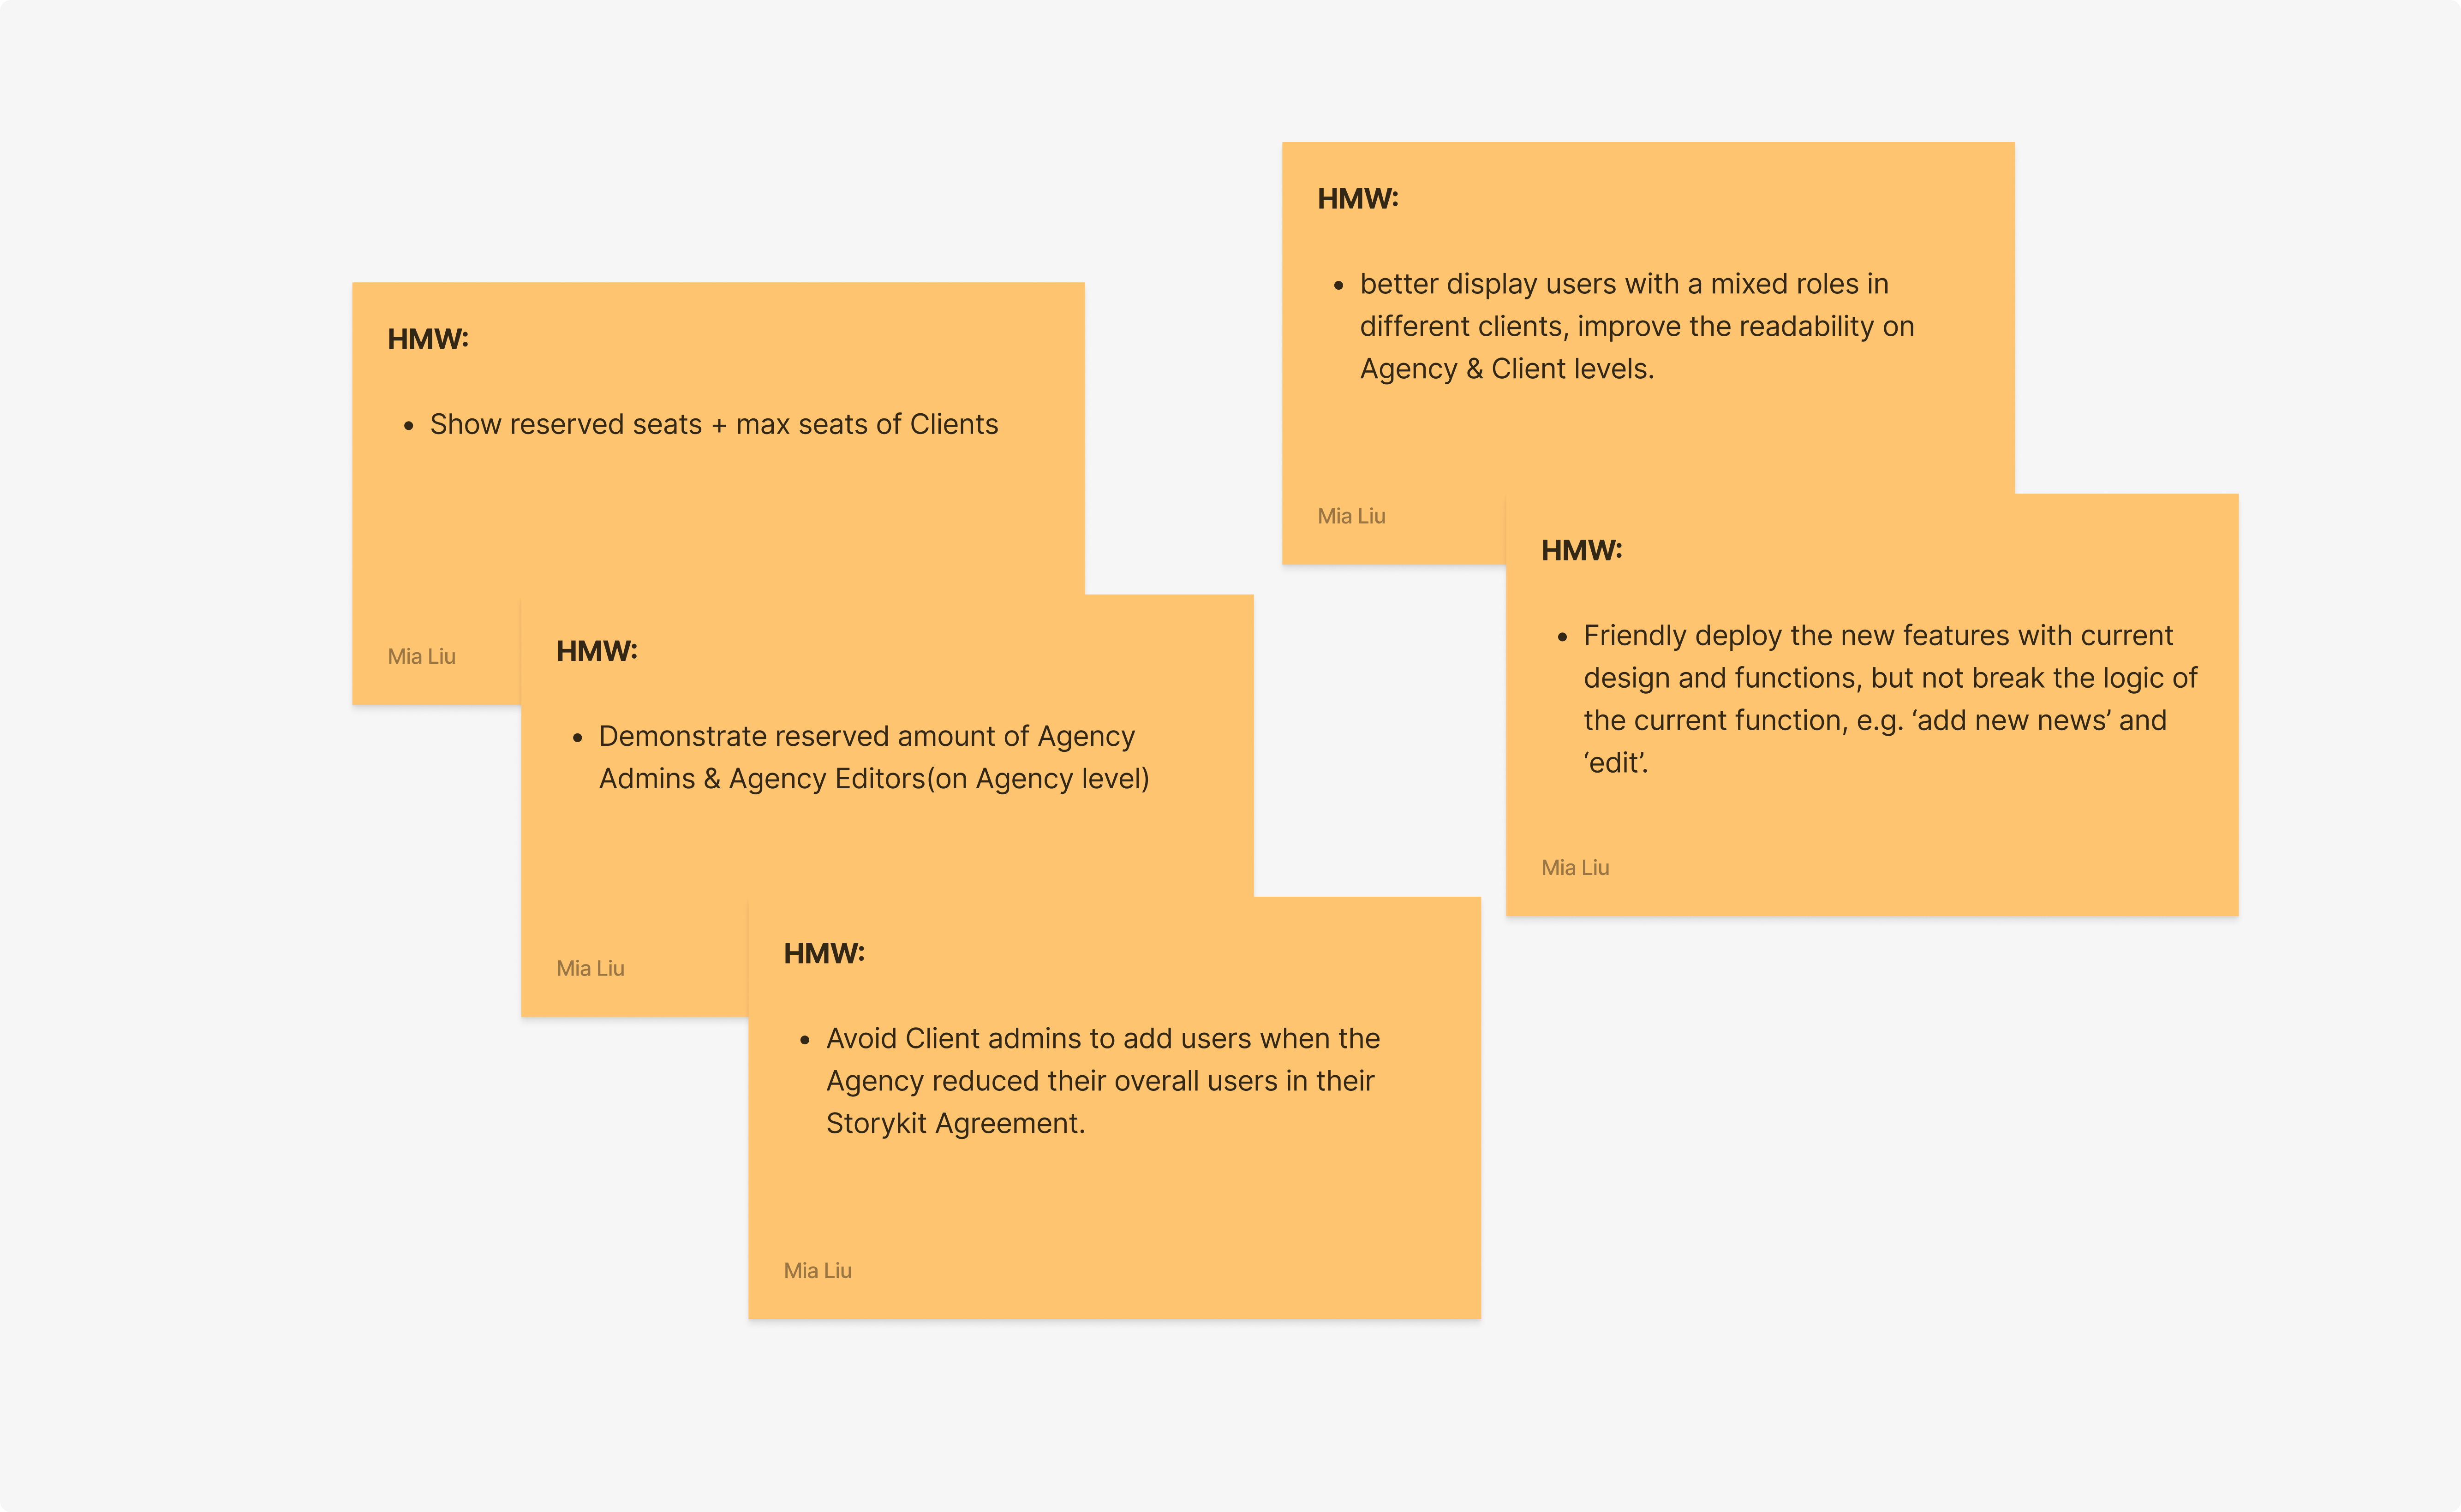 HMW:
• Show reserved seats + max seats of Clients
Mia Liu
HMW:
• Demonstrate reserved amount of Agency
Admins & Agency Editors(on Agency level)
Mia Liu
HMW:
• Avoid Client admins to add users when the
Agency reduced their overall users in their
Storykit Agreement.
Mia Liu
HMW:
• better display users with a mixed roles in
different clients, improve the readability on
Agency & Client levels.
Mia Liu
HMW:
• Friendly deploy the new features with current
design and functions, but not break the logic of
the current function, e.g. ‘add new news’ and
‘edit’.
Mia Liu